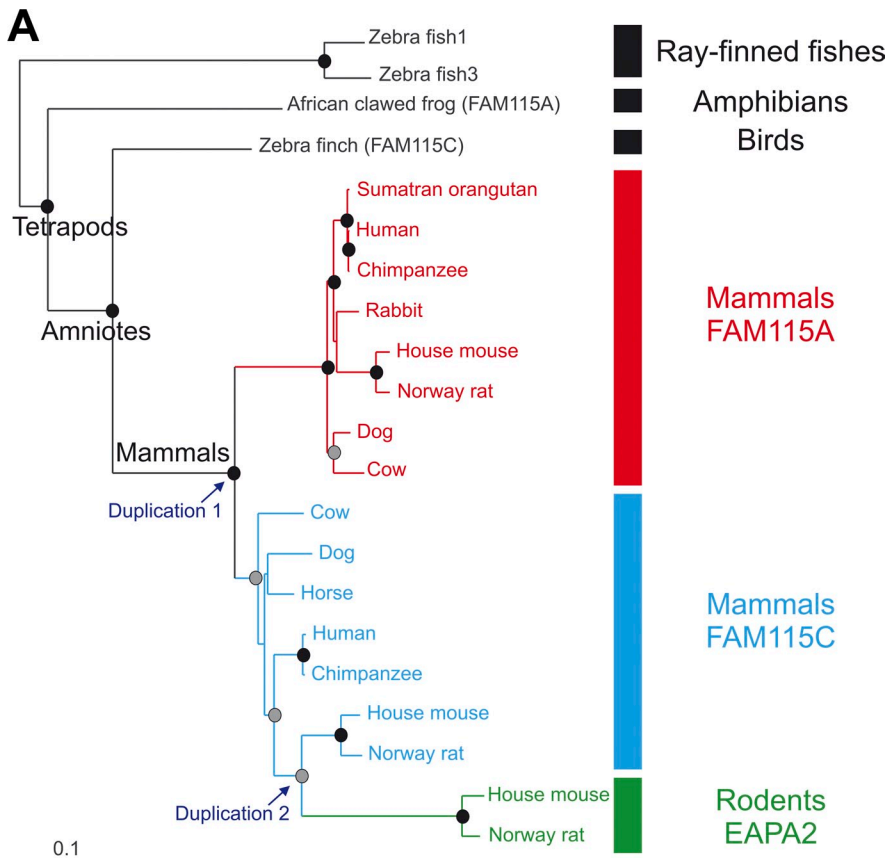 A
Zebra fish1
Zebra fish3
Ray-finned fishes
African clawed frog (FAM115A)
Amphibians
Zebra finch (FAM115C)
Birds
Sumatran orangutan
Tetrapods
Human
Chimpanzee
Mammals
FAM115A
Rabbit
Amniotes
House mouse
Norway rat
Dog
Mammals
Cow
Duplication 1
Cow
Dog
Horse
Mammals
FAM115C
Human
Chimpanzee
House mouse
Norway rat
House mouse
Rodents
EAPA2
Duplication 2
Norway rat
0.1